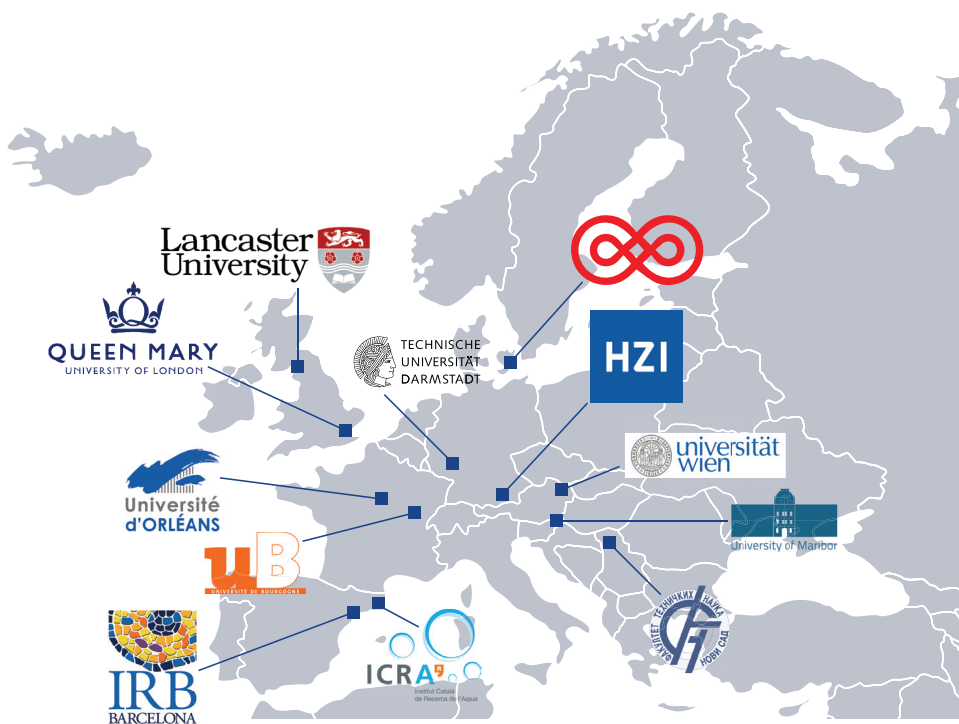 Lancaster
University
QUEEN MARY
UNIVERSITY OF LONDON
TECHNISCHE
UNIVERSITÄT
DARMSTADT
HZI
universität
wien
Université
d'ORLÉANS
University of Maribor
uB
UNIVERSITÉ DE BOURGOGNE
ФАКУЛТЕТ ТЕХНИЧКИХ НАУКА
НОВИ САД
IRB
BARCELONA
ICRA
Institut Català
de Recerca de l'Aigua